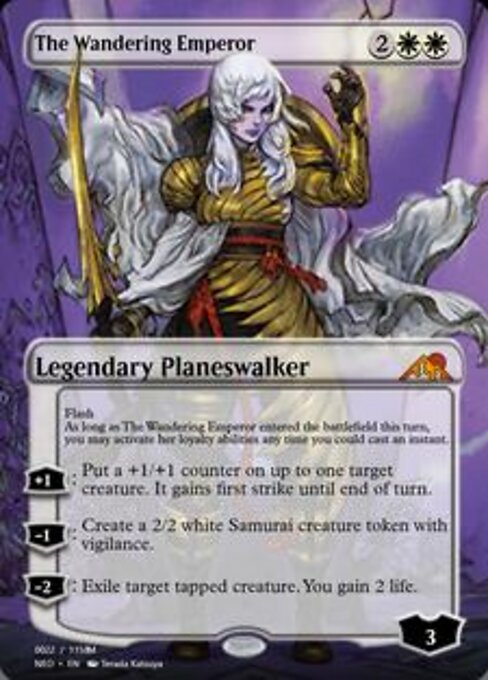 The Wandering Emperor 2
Legendary Planeswalker
Flash
As long as The Wandering Emperor entered the battlefield this turn,
you may activate her loyalty abilities any time you could cast an instant.
+1 : Put a +1/+1 counter on up to one target
creature. It gains first strike until end of turn.
-1 : Create a 2/2 white Samurai creature token with
vigilance.
-2 : Exile target tapped creature. You gain 2 life.
3
NEO • EN Terada Katsuya